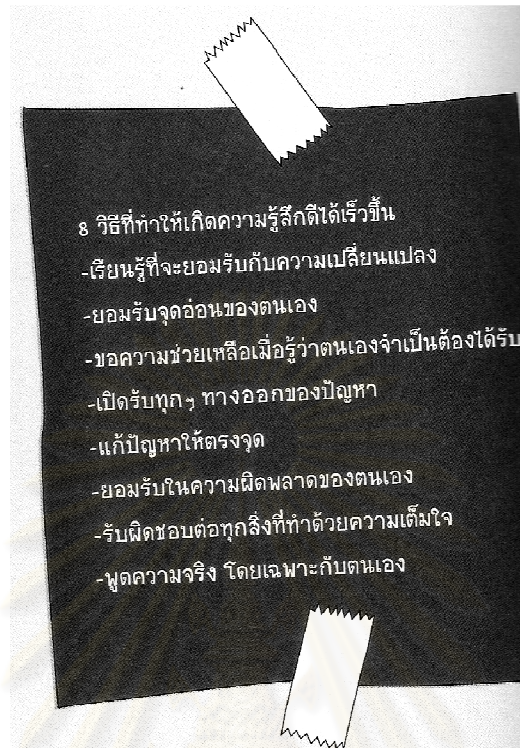 8 วิธีที่ทำให้เกิดความรู้สึกดีได้เร็วขึ้น
-เรียนรู้ที่จะยอมรับกับความเปลี่ยนแปลง
-ยอมรับจุดอ่อนของตนเอง
-ขอความช่วยเหลือเมื่อรู้ว่าตนเองจำเป็นต้องได้รับ
-เปิดรับทุกๆ ทางออกของปัญหา
-แก้ปัญหาให้ตรงจุด
-ยอมรับในความผิดพลาดของตนเอง
-รับผิดชอบต่อทุกสิ่งที่ทำด้วยความเต็มใจ
-พูดความจริง โดยเฉพาะกับตนเอง